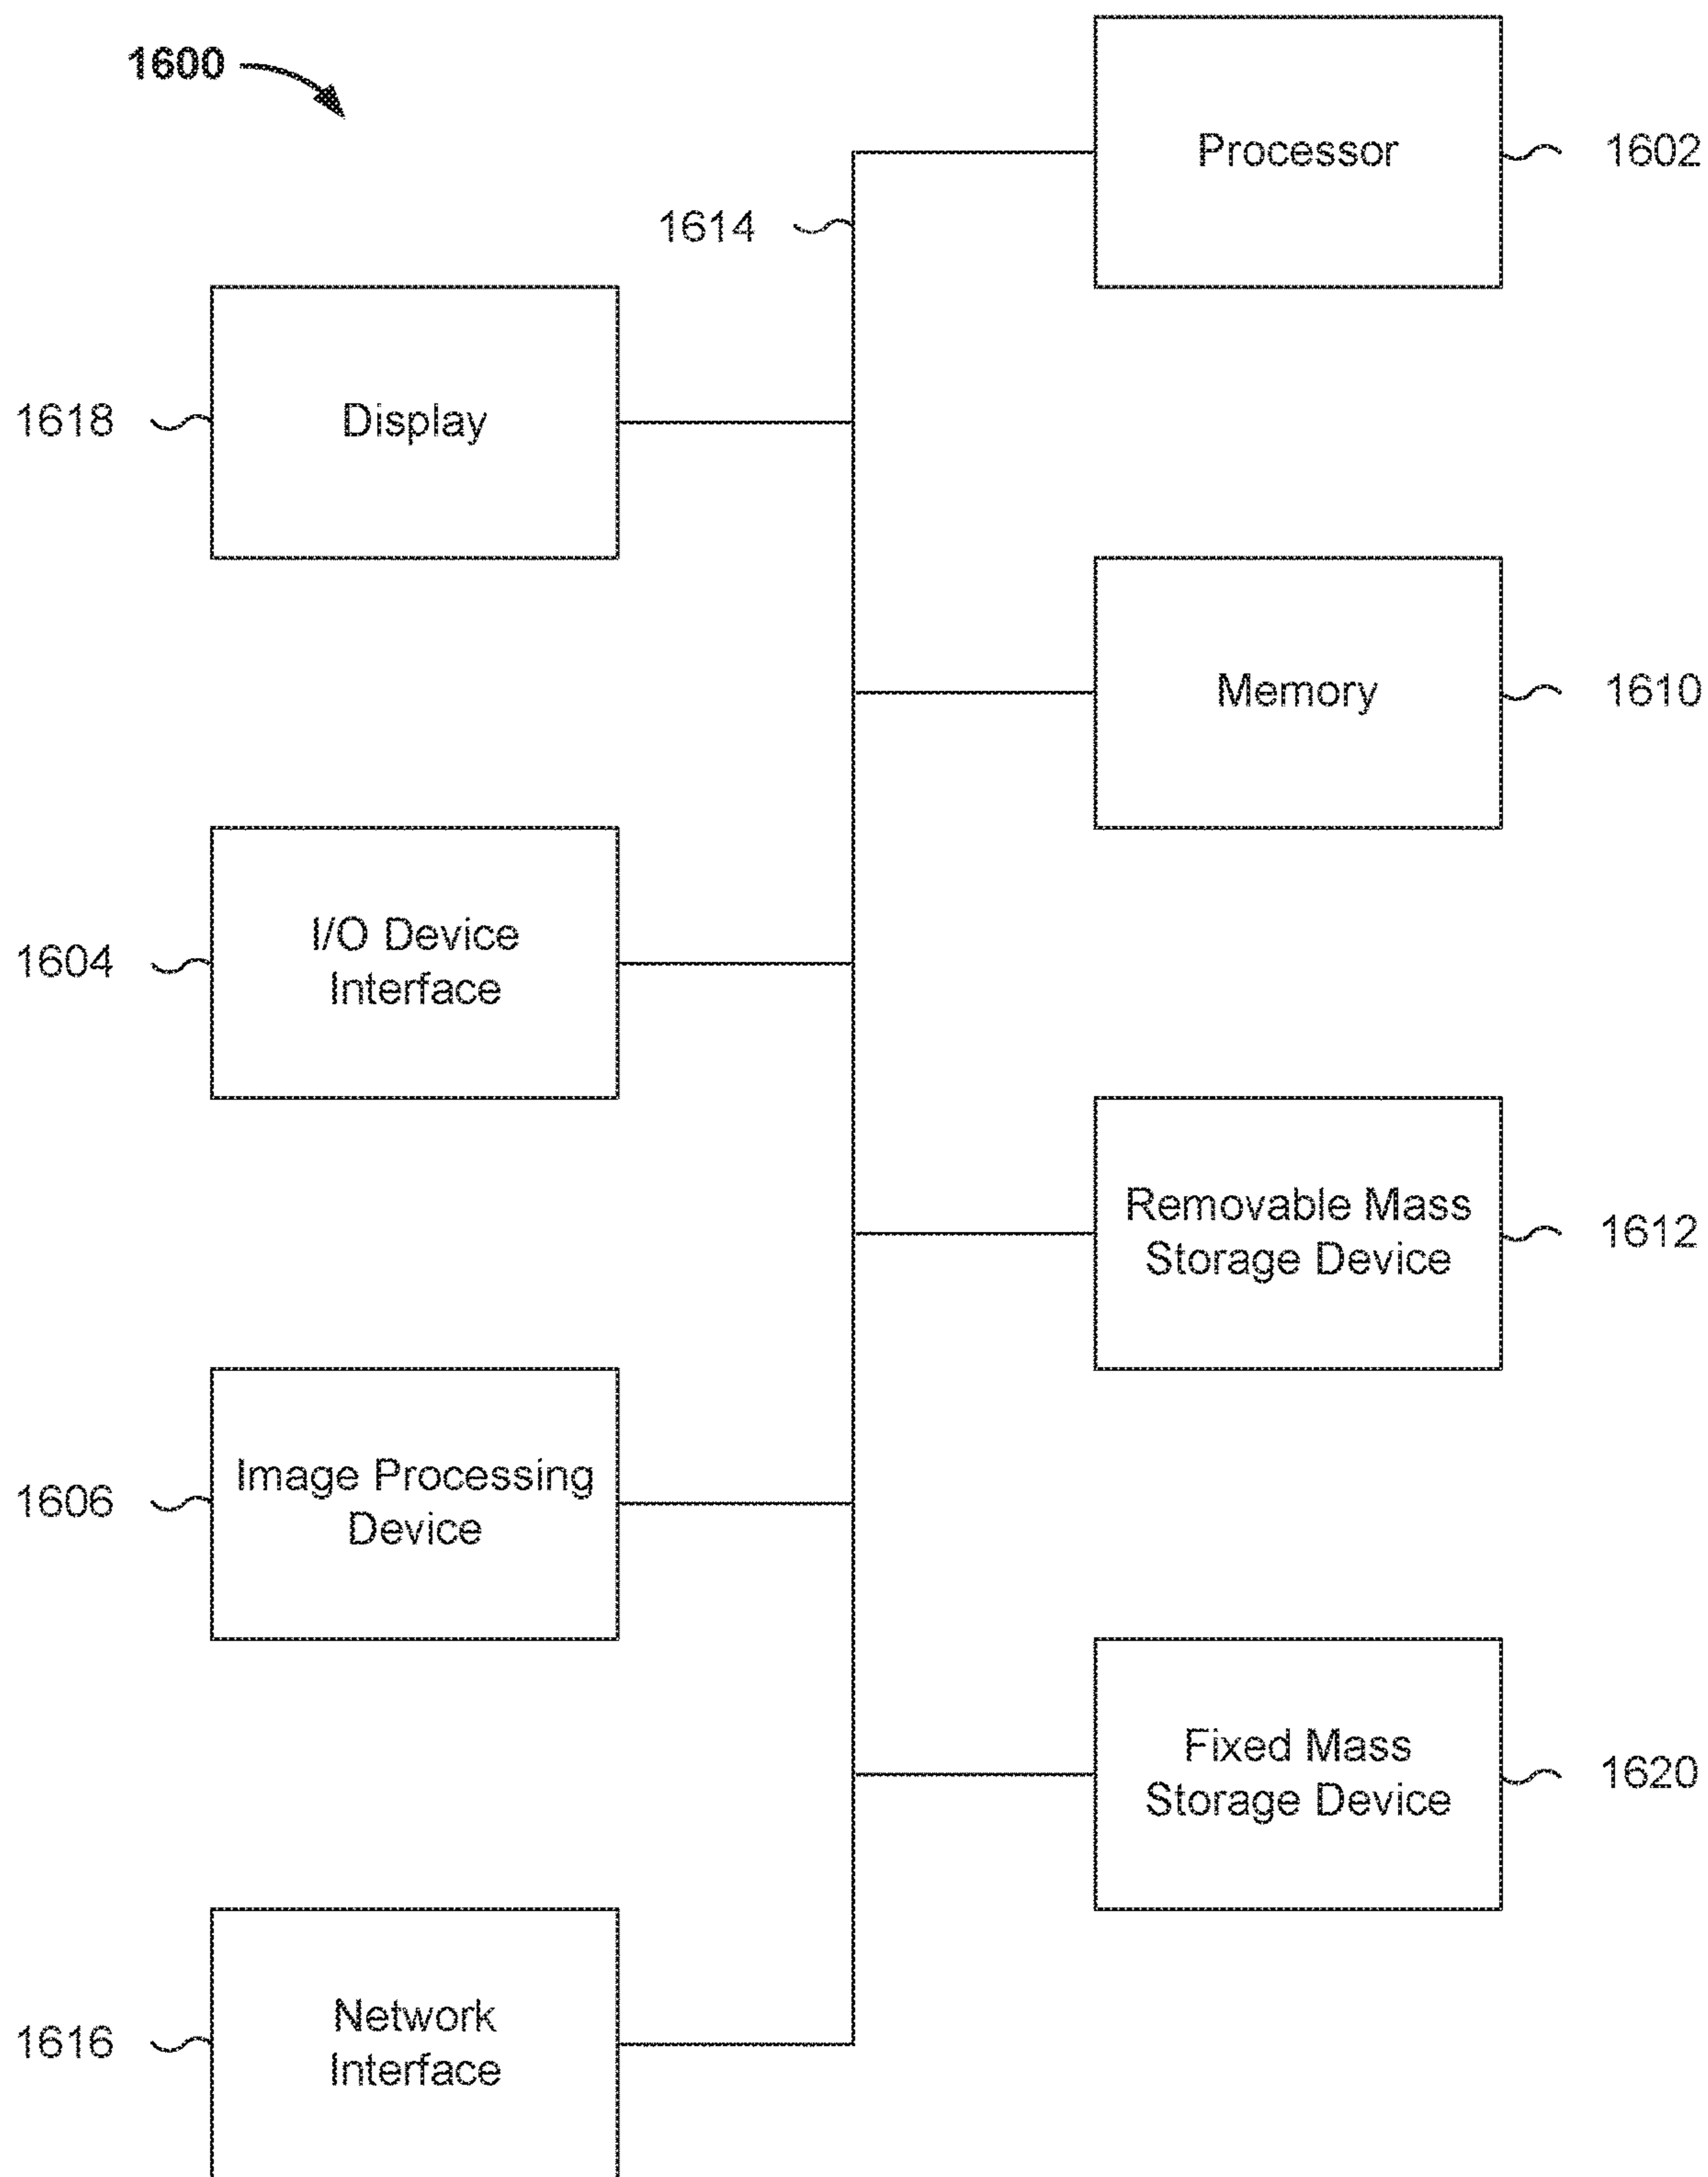 1600
Processor
1602
1614
1618
Display
Memory
1610
1604
I/O Device
Interface
Removable Mass
Storage Device
1612
1606
Image Processing
Device
Fixed Mass
Storage Device
1620
1616
Network
Interface